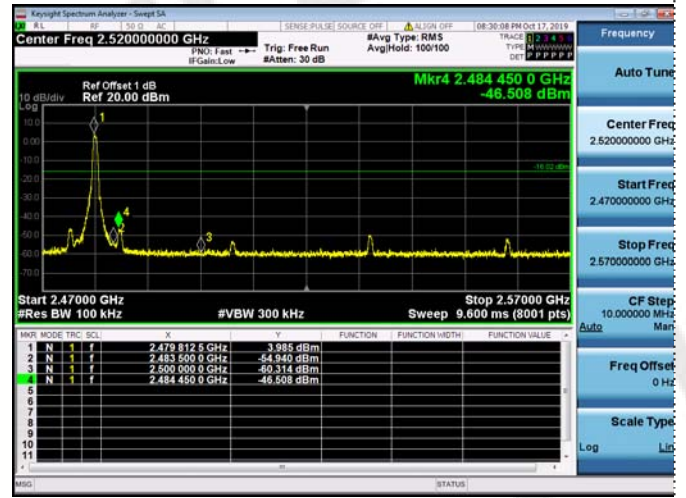 Keysight Spectrum Analyzer - Swept SA
RL RF 50 Ω AC SENSE:PULSE SOURCE OFF ALIGN OFF 08:30:08 PM Oct 17, 2019
Center Freq 2.520000000 GHz
PNO: Fast
IFGain:Low
Trig: Free Run
#Atten: 30 dB
#Avg Type: RMS
Avg|Hold: 100/100
TRACE 1 2 3 4 5 6
TYPE M W W W W W
DET P P P P P P
Ref Offset 1 dB
10 dB/div Ref 20.00 dBm
Log
Mkr4 2.484 450 0 GHz
-46.508 dBm
10.0
0.00
-10.0
-20.0
-30.0
-40.0
-50.0
-60.0
-70.0
-16.02 dBm
1
4
2
3
Start 2.47000 GHz Stop 2.57000 GHz
#Res BW 100 kHz #VBW 300 kHz Sweep 9.600 ms (8001 pts)
MKR MODE TRC SCL X Y FUNCTION FUNCTION WIDTH FUNCTION VALUE
1 N 1 f 2.479 812 5 GHz 3.985 dBm
2 N 1 f 2.483 500 0 GHz -54.940 dBm
3 N 1 f 2.500 000 0 GHz -60.314 dBm
4 N 1 f 2.484 450 0 GHz -46.508 dBm
5
6
7
8
9
10
11
MSG STATUS
Frequency
Auto Tune
Center Freq
2.520000000 GHz
Start Freq
2.470000000 GHz
Stop Freq
2.570000000 GHz
CF Step
10.000000 MHz
Auto Man
Freq Offset
0 Hz
Scale Type
Log Lin